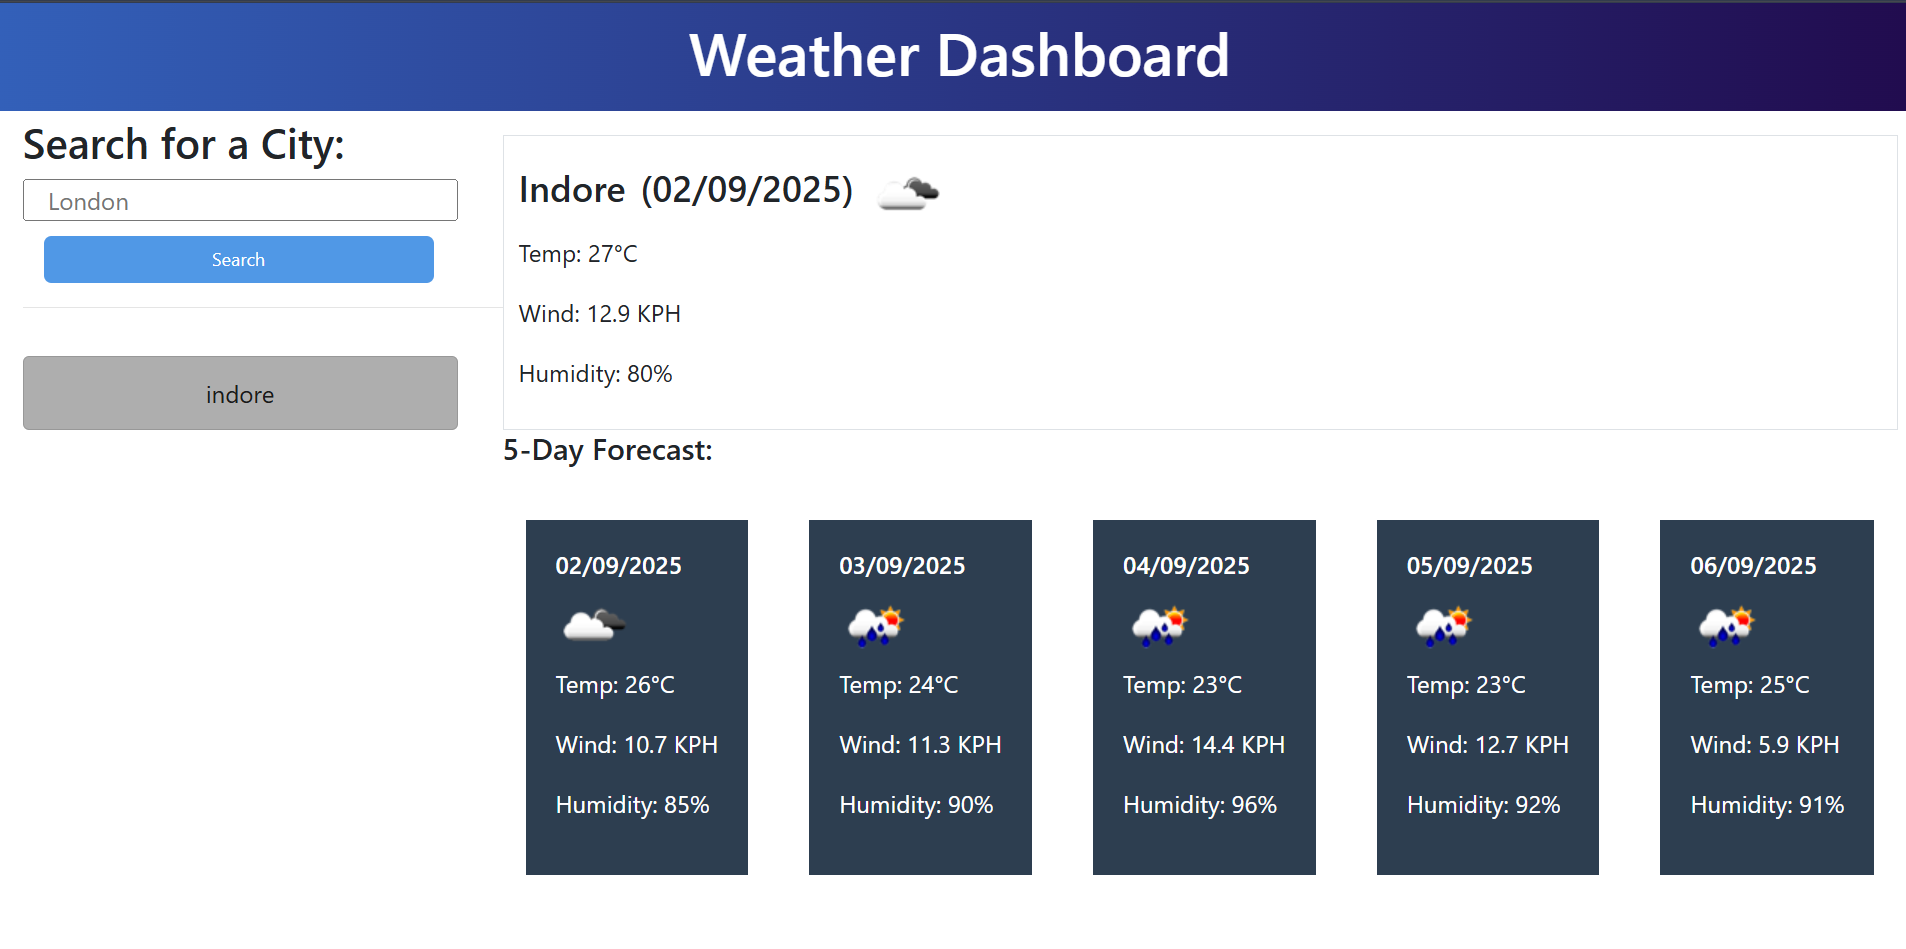 Weather Dashboard
Search for a City:
London
Search
indore
Indore (02/09/2025)
Temp: 27°C
Wind: 12.9 KPH
Humidity: 80%
5-Day Forecast:
02/09/2025
Temp: 26°C
Wind: 10.7 KPH
Humidity: 85%
03/09/2025
Temp: 24°C
Wind: 11.3 KPH
Humidity: 90%
04/09/2025
Temp: 23°C
Wind: 14.4 KPH
Humidity: 96%
05/09/2025
Temp: 23°C
Wind: 12.7 KPH
Humidity: 92%
06/09/2025
Temp: 25°C
Wind: 5.9 KPH
Humidity: 91%